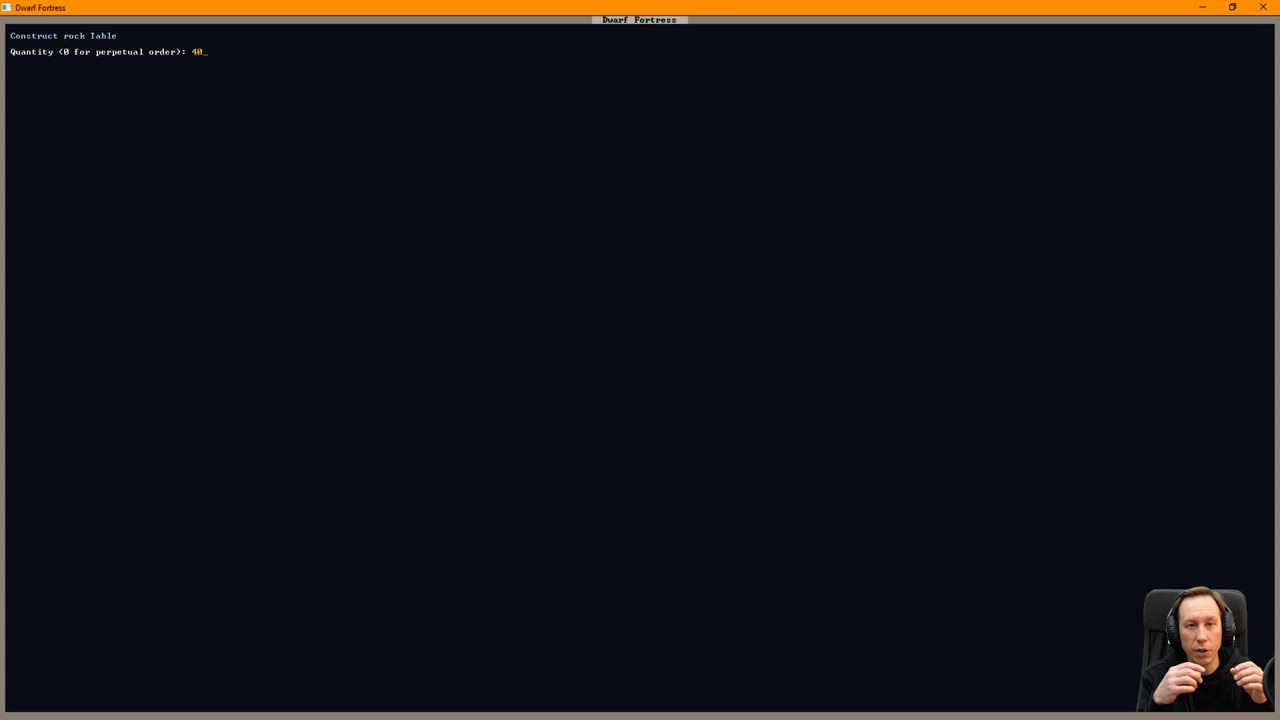 Dwarf Fortress
Dwarf Fortress
Construct rock Table
Quantity (0 for perpetual order): 40_